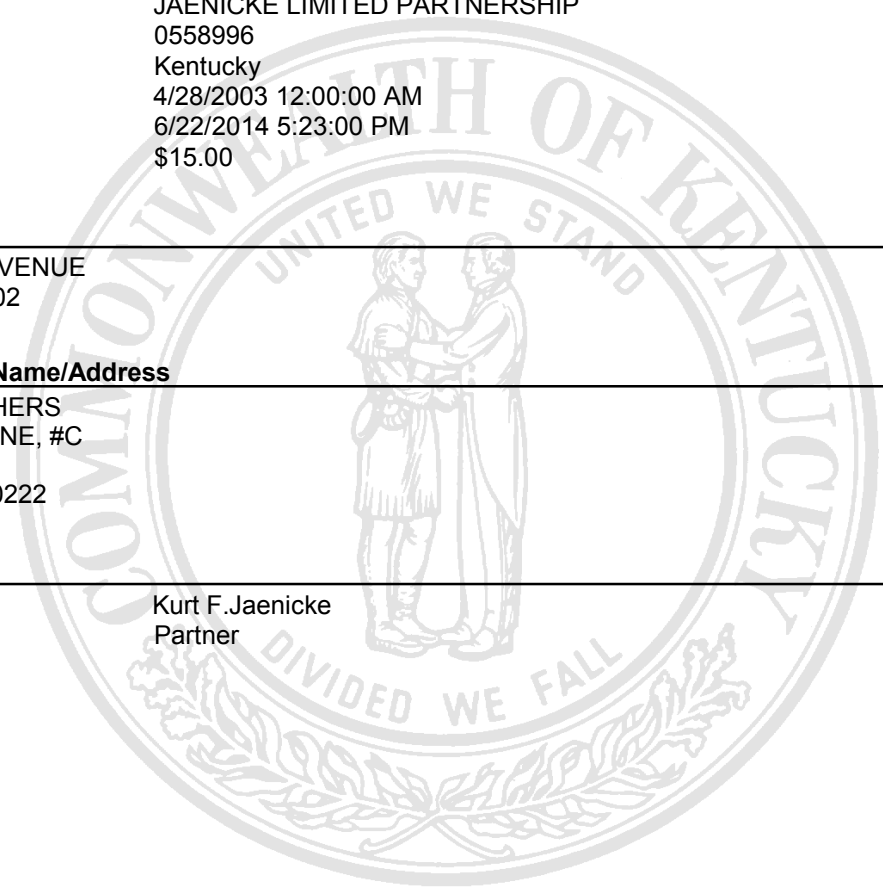 JAENICKE LIMITED PARTNERSHIP
0558996
Kentucky
4/28/2003 12:00:00 AM
6/22/2014 5:23:00 PM
$15.00
VENUE
02
Name/Address
HERS
NE, #C
0222
Kurt F.Jaenicke
Partner
COMMONWEALTH OF KENTUCKY
UNITED WE STAND
DIVIDED WE FALL